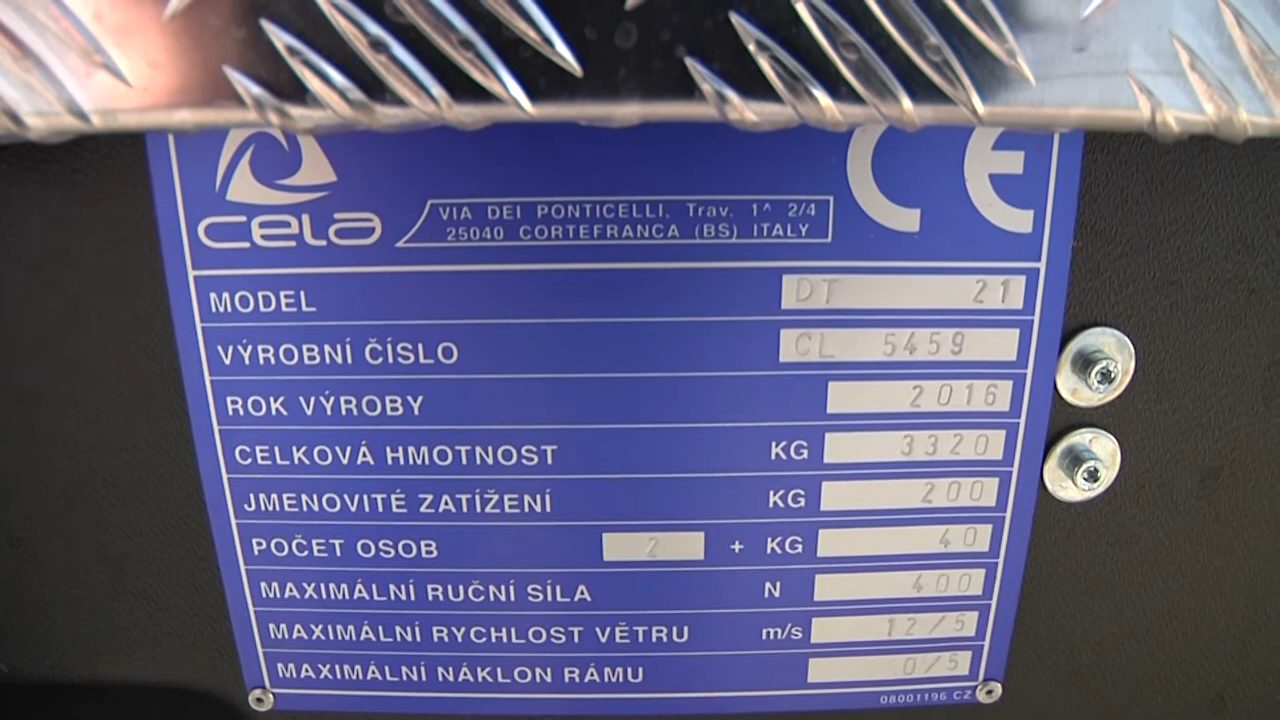 cela
VIA DEI PONTICELLI, Trav. 1^ 2/4
25040 CORTEFRANCA (BS) ITALY
CE
MODEL DT 21
VÝROBNÍ ČÍSLO CL 5459
ROK VÝROBY 2016
CELKOVÁ HMOTNOST KG 3320
JMENOVITÉ ZATÍŽENÍ KG 200
POČET OSOB 2 + KG 40
MAXIMÁLNÍ RUČNÍ SÍLA N 400
MAXIMÁLNÍ RYCHLOST VĚTRU m/s 12/5
MAXIMÁLNÍ NÁKLON RÁMU 0/5
08001196 CZ